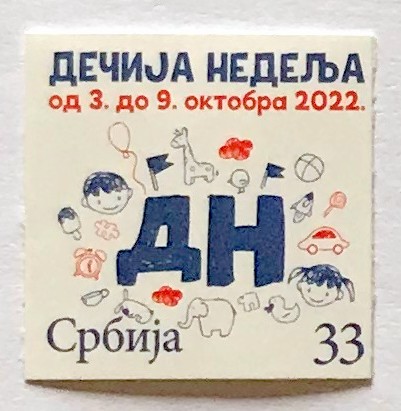 ДЕЧИЈА НЕДЕЉА
од 3. до 9. октобра 2022.
ДН
Србија 33